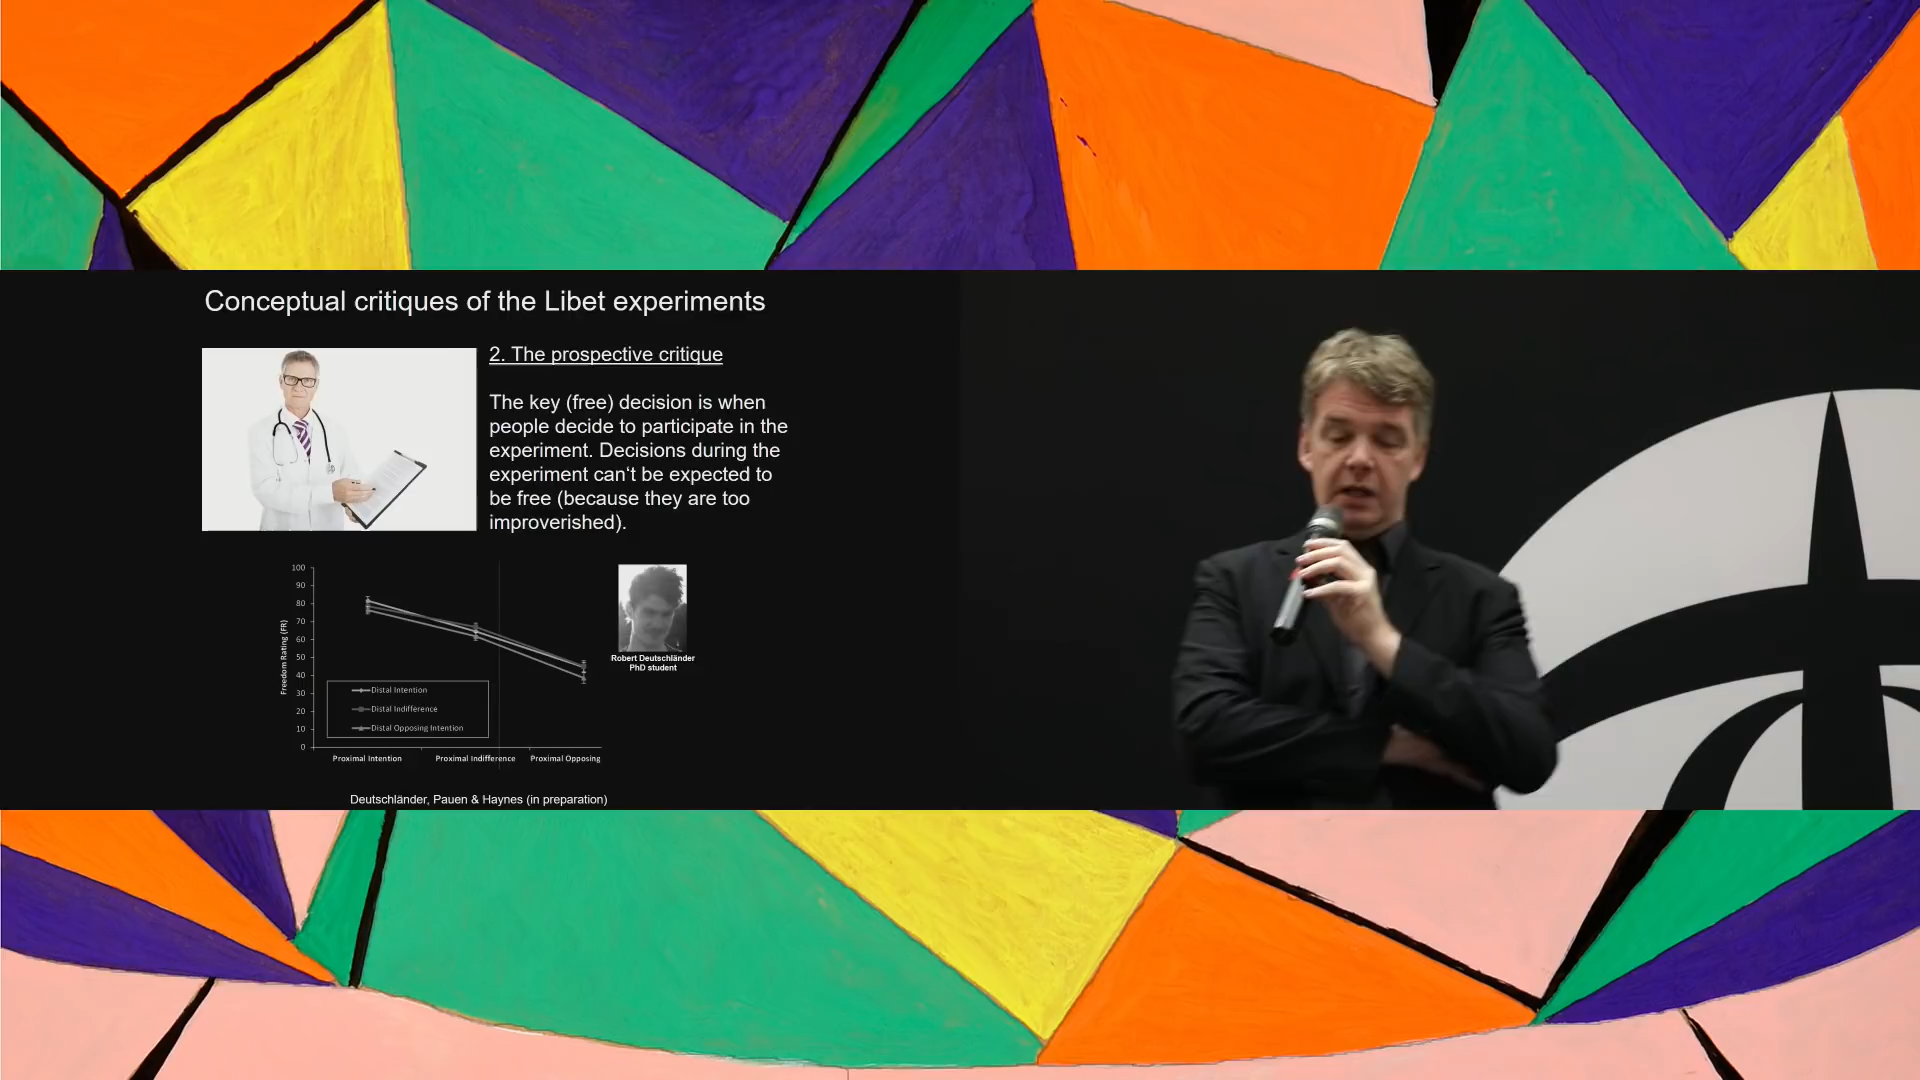 Conceptual critiques of the Libet experiments
2. The prospective critique
The key (free) decision is when
people decide to participate in the
experiment. Decisions during the
experiment can‘t be expected to
be free (because they are too
improverished).
100
90
80
70
60
50
40
30
20
10
0
Freedom Rating (FR)
Distal Intention
Distal Indifference
Distal Opposing Intention
Proximal Intention
Proximal Indifference
Proximal Opposing
Robert Deutschländer
PhD student
Deutschländer, Pauen & Haynes (in preparation)